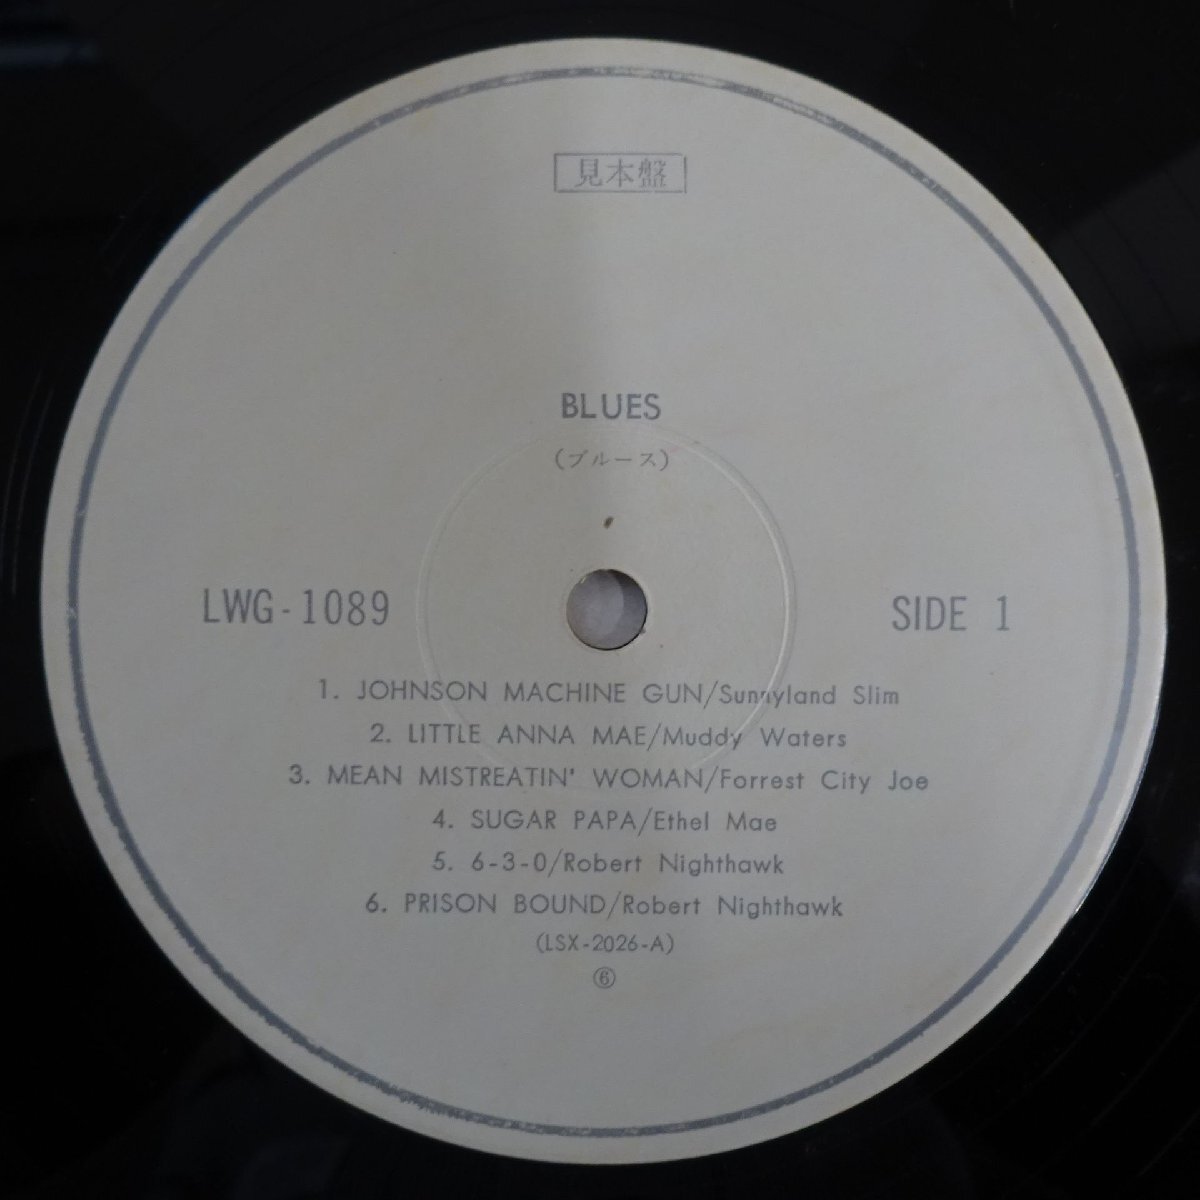 見本盤
BLUES
(ブルース)
LWG-1089
SIDE 1
1. JOHNSON MACHINE GUN/Sunnyland Slim
2. LITTLE ANNA MAE/Muddy Waters
3. MEAN MISTREATIN' WOMAN/Forrest City Joe
4. SUGAR PAPA/Ethel Mae
5. 6-3-0/Robert Nighthawk
6. PRISON BOUND/Robert Nighthawk
(LSX-2026-A)
⑥